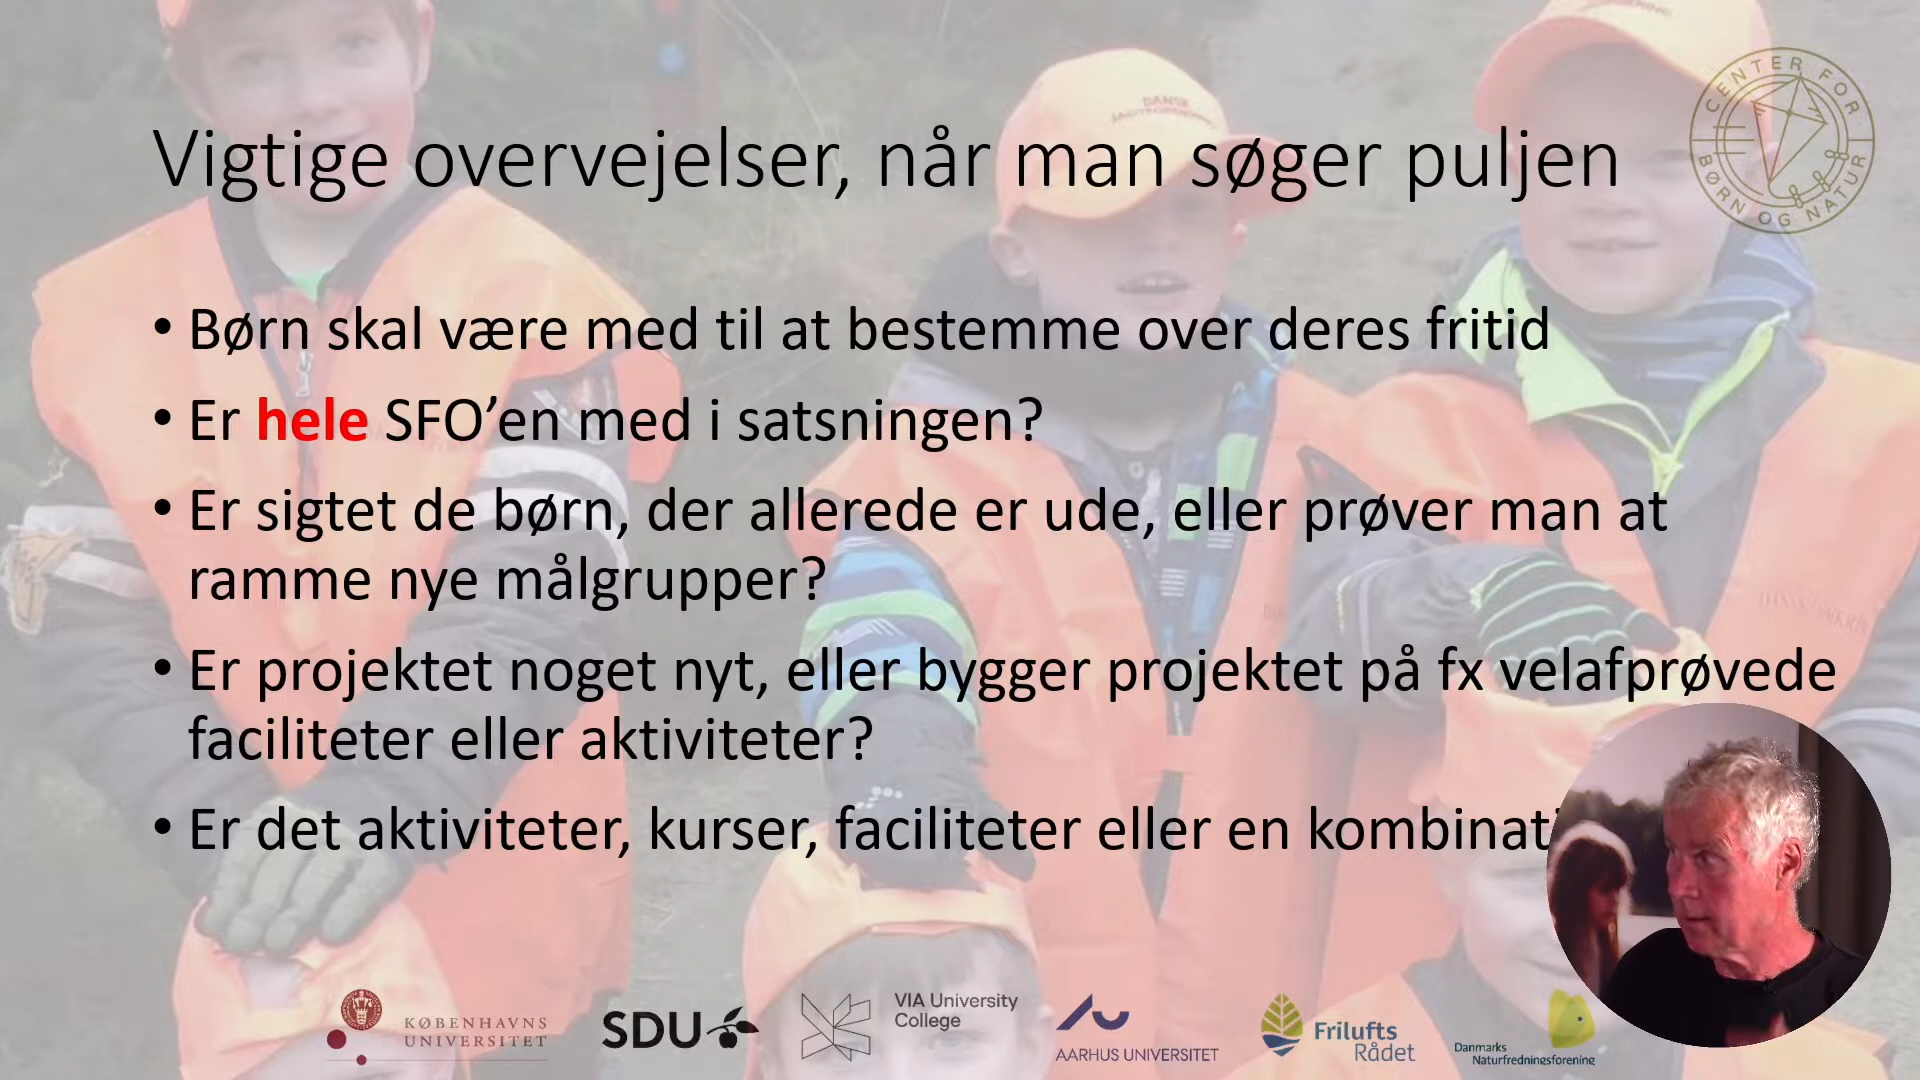 CENTER FOR
BØRN OG NATUR
DANSK
Vigtige overvejelser, når man søger puljen
• Børn skal være med til at bestemme over deres fritid
• Er hele SFO’en med i satsningen?
• Er sigtet de børn, der allerede er ude, eller prøver man at
ramme nye målgrupper?
• Er projektet noget nyt, eller bygger projektet på fx velafprøvede
faciliteter eller aktiviteter?
• Er det aktiviteter, kurser, faciliteter eller en
KØBENHAVNS
UNIVERSITET
SDU
VIA University
College
AARHUS UNIVERSITET
Frilufts
Rådet
Danmarks
Naturfredningsforening